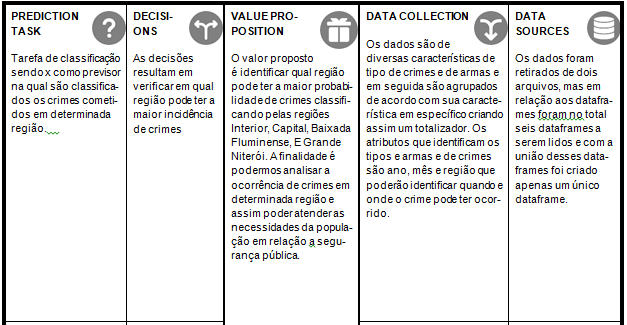 PREDICTION
TASK
Tarefa de classificação
sendo x como previsor
na qual são classifica-
dos os crimes cometi-
dos em determinada
região.
DECISI-
ONS
As decisões
resultam em
verificar em qual
região pode ter a
maior incidência
de crimes
VALUE PRO-
POSITION
O valor proposto
é identificar qual região
pode ter a maior probabi-
lidade de crimes classifi-
cando pelas regiões
Interior, Capital, Baixada
Fluminense, E Grande
Niterói. A finalidade é
podermos analisar a
ocorrência de crimes em
determinada região e
assim poder atender as
necessidades da popula-
ção em relação a segu-
rança pública.
DATA COLLECTION
Os dados são de
diversas características de
tipo de crimes e de armas e
em seguida são agrupados
de acordo com sua carac-
terística em específico criando
assim um totalizador. Os
atributos que identificam os
tipos e armas e de crimes
são ano, mês e região que
poderão identificar quando e
onde o crime pode ter ocor-
rido.
DATA
SOURCES
Os dados foram
retirados de dois
arquivos, mas em
relação aos datafra-
mes foram no total
seis dataframes a
serem lidos e com a
união desses data-
frames foi criado
apenas um único
dataframe.